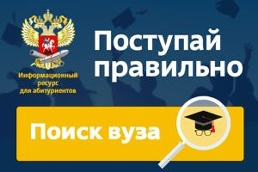 Поступай
правильно
Информационный
ресурс
для абитуриентов
Поиск вуза